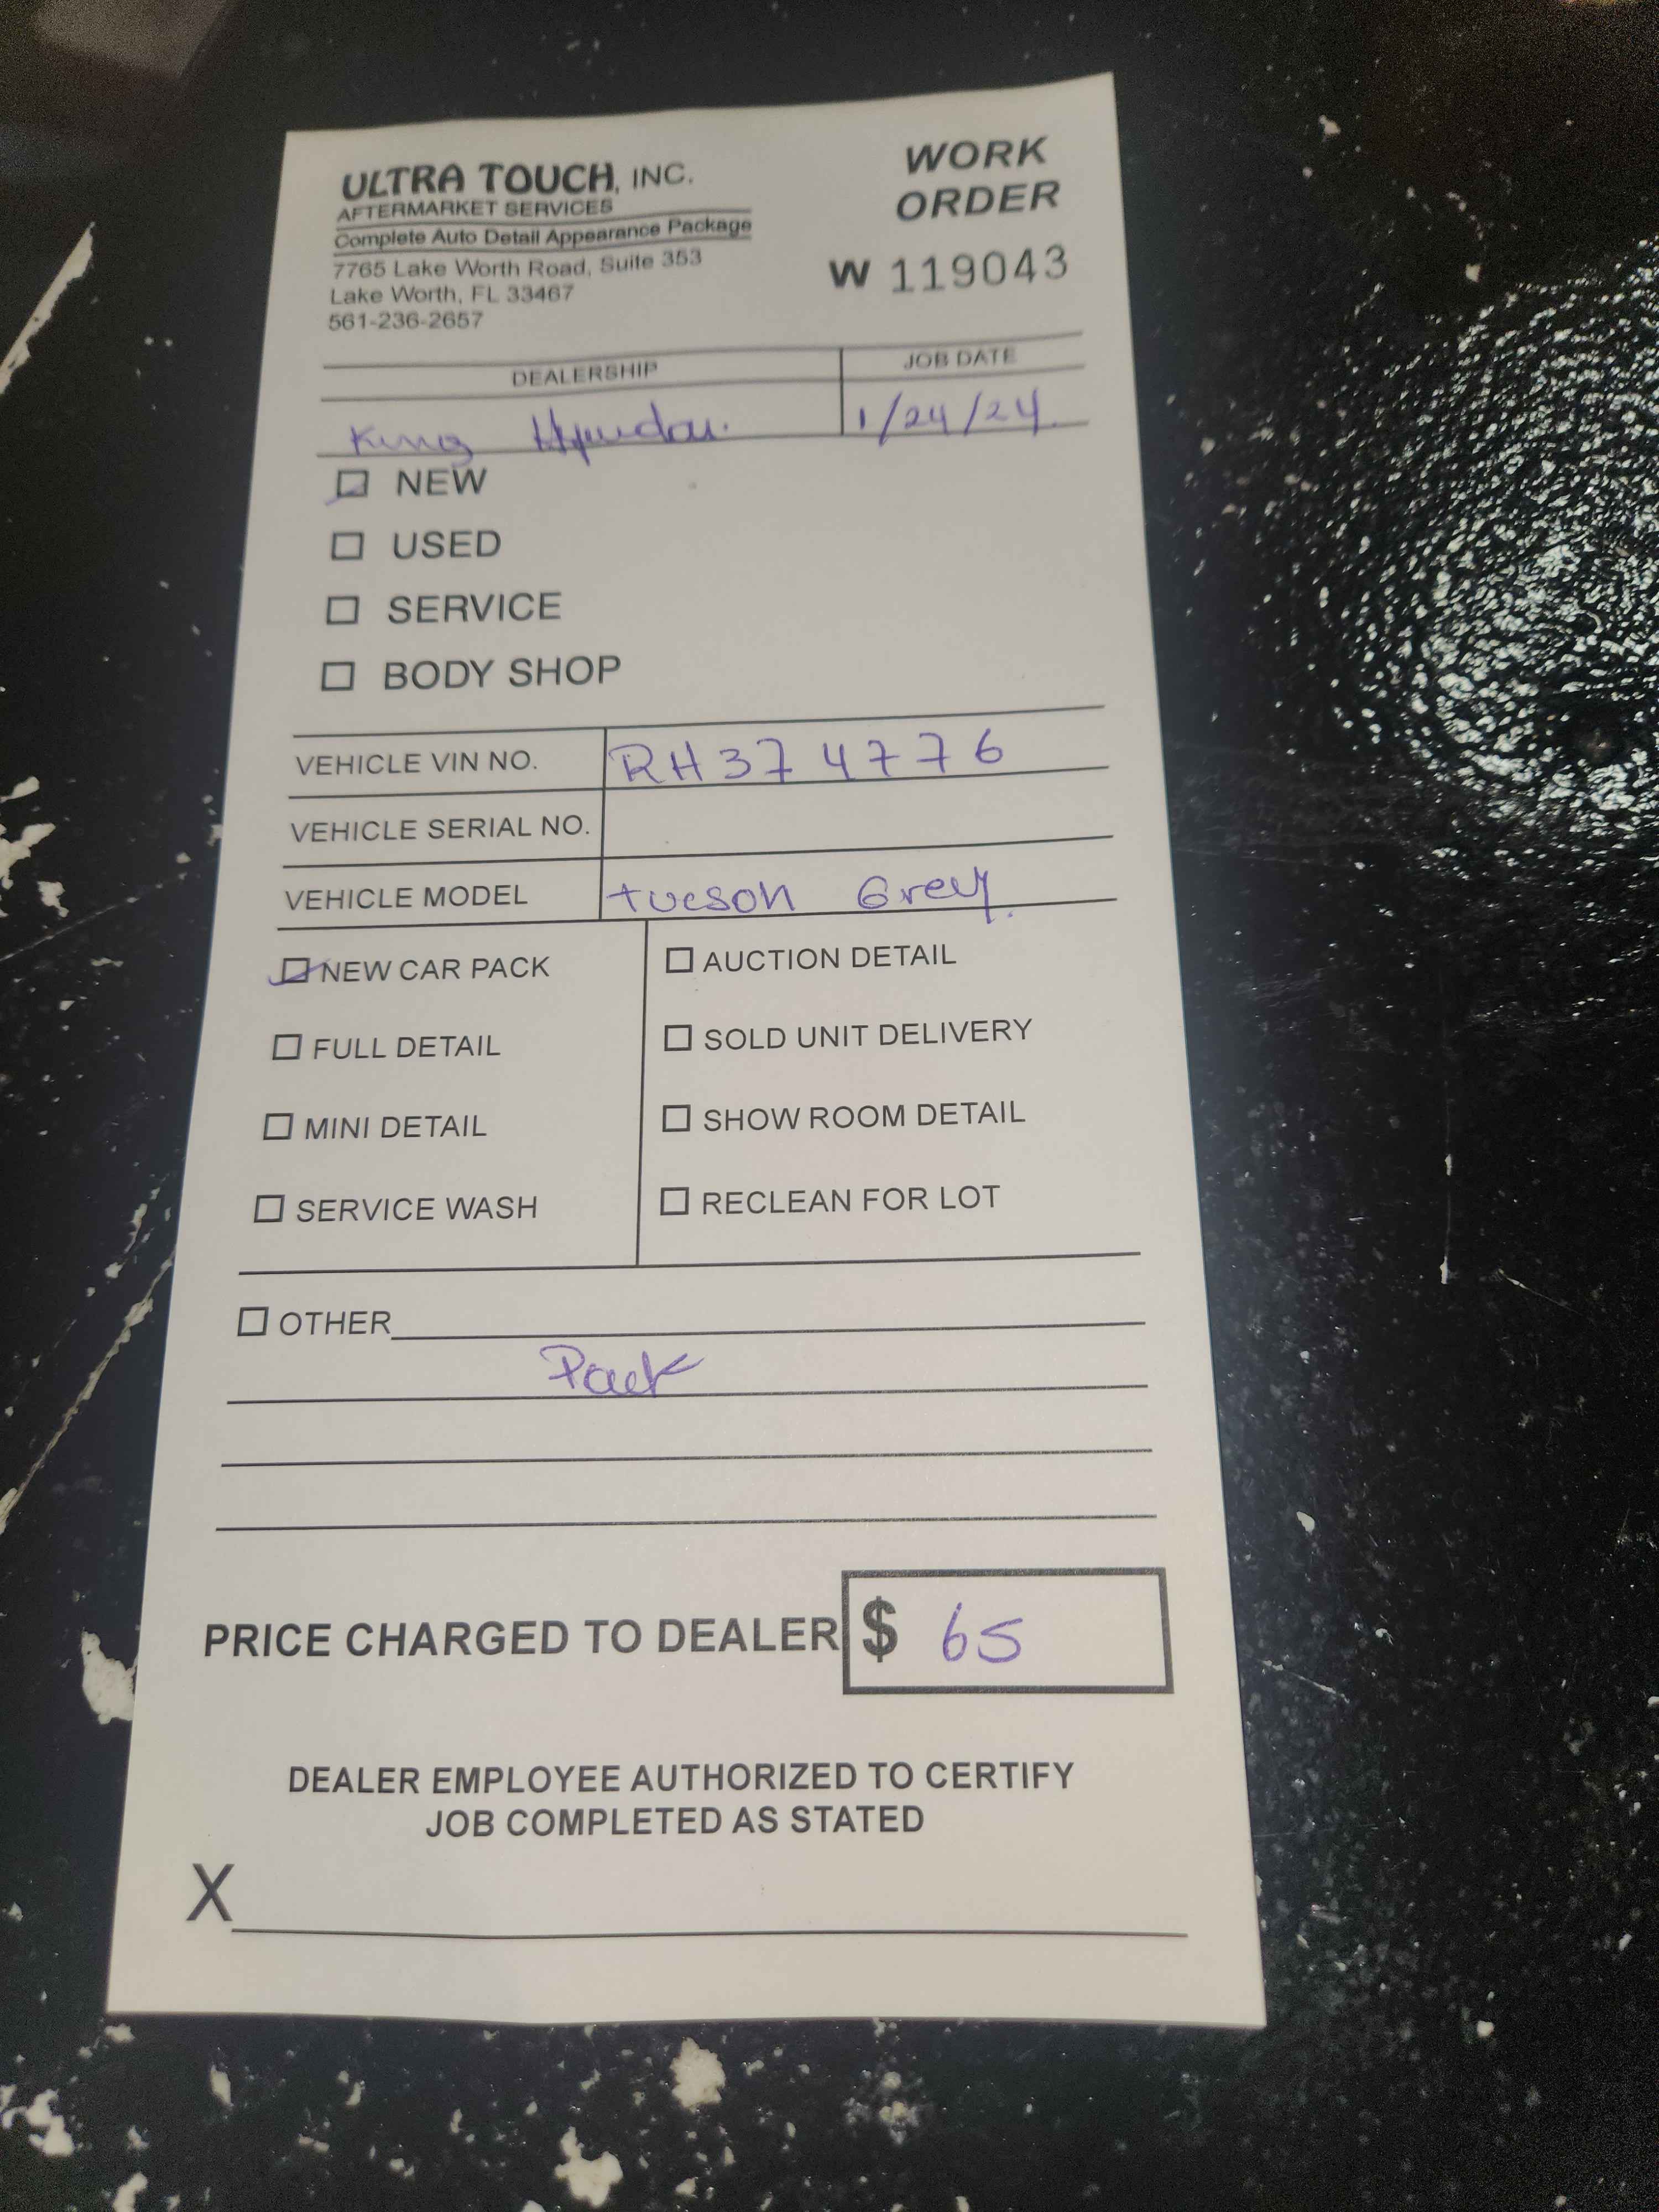 ULTRA TOUCH, INC.
AFTERMARKET SERVICES
Complete Auto Detail Appearance Package
7765 Lake Worth Road, Suite 353
Lake Worth, FL 33467
561-236-2657
WORK
ORDER
W 119043
DEALERSHIP JOB DATE
King Hyundai. 1/24/24
NEW
USED
SERVICE
BODY SHOP
VEHICLE VIN NO. RH374776
VEHICLE SERIAL NO.
VEHICLE MODEL tucson Grey.
NEW CAR PACK
FULL DETAIL
MINI DETAIL
SERVICE WASH
AUCTION DETAIL
SOLD UNIT DELIVERY
SHOW ROOM DETAIL
RECLEAN FOR LOT
OTHER
Pack
PRICE CHARGED TO DEALER $ 65
DEALER EMPLOYEE AUTHORIZED TO CERTIFY
JOB COMPLETED AS STATED
X